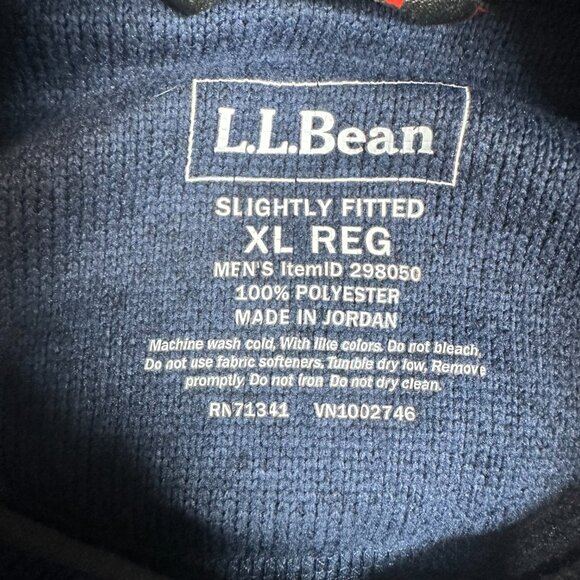 L.L.Bean
SLIGHTLY FITTED
XL REG
MEN'S ItemID 298050
100% POLYESTER
MADE IN JORDAN
Machine wash cold, With like colors. Do not bleach,
Do not use fabric softeners, Tumble dry low, Remove
promptly. Do not Iron Do not dry clean.
RN71341 VN1002746